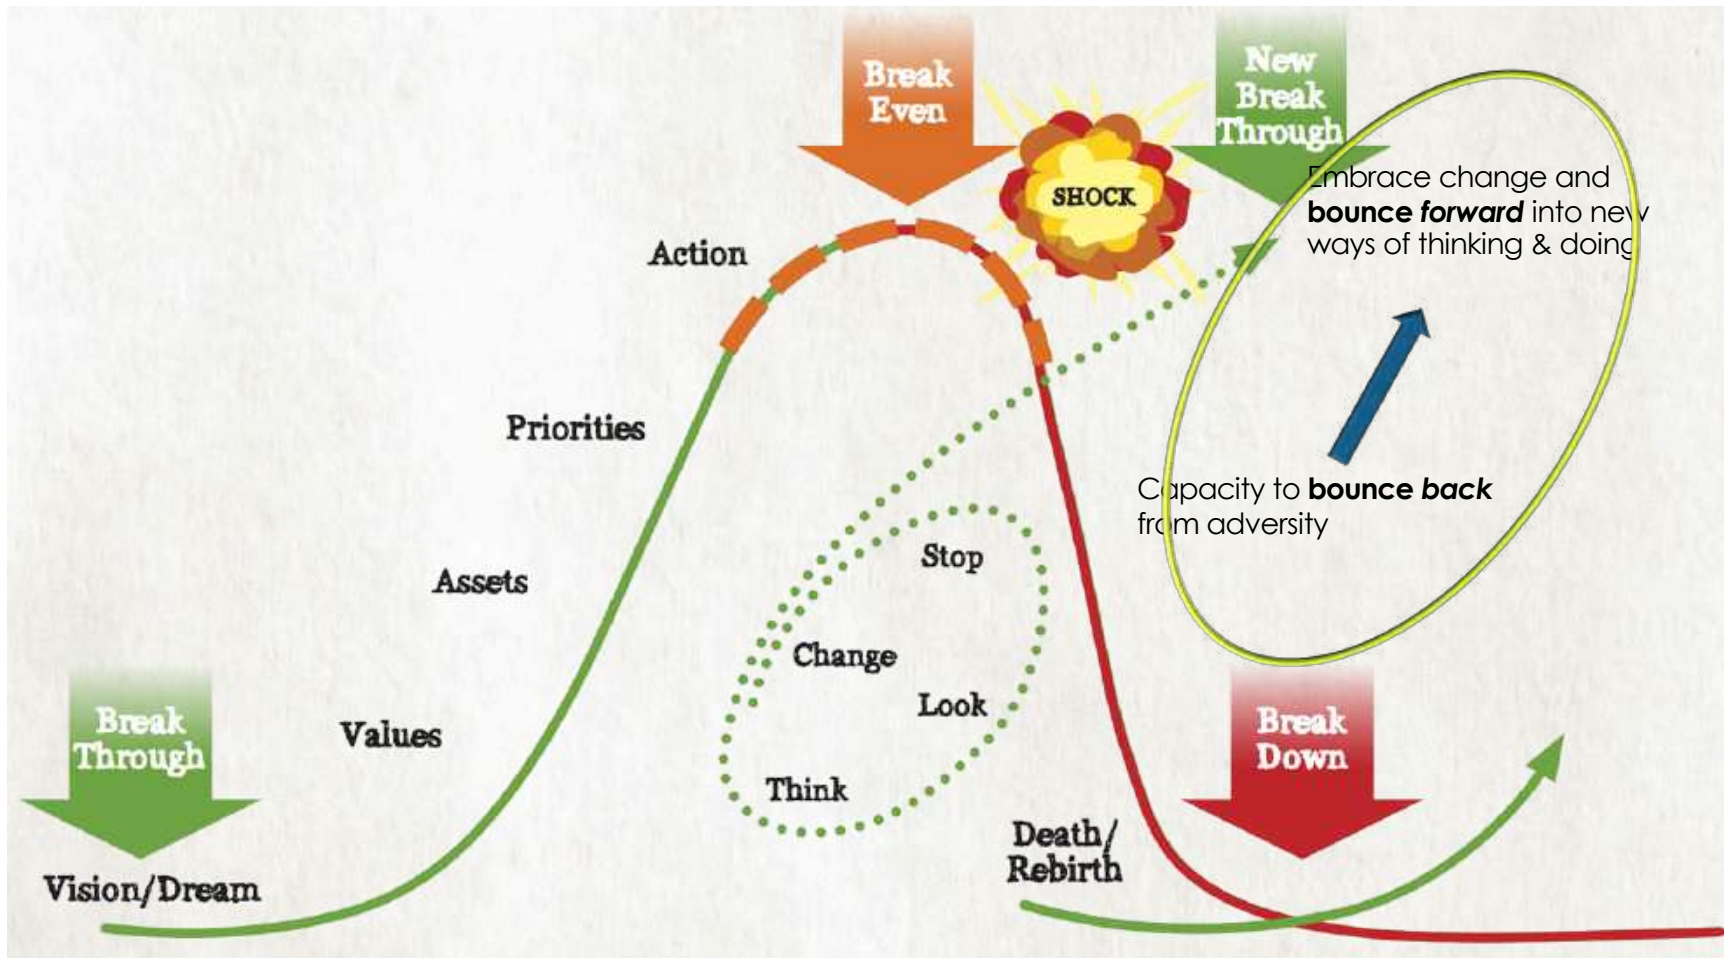 Break
Even
New
Break
Through
SHOCK
Embrace change and
bounce forward into new
ways of thinking & doing
Action
Priorities
Capacity to bounce back
from adversity
Stop
Assets
Change
Look
Values
Think
Break
Through
Break
Down
Death/
Rebirth
Vision/Dream